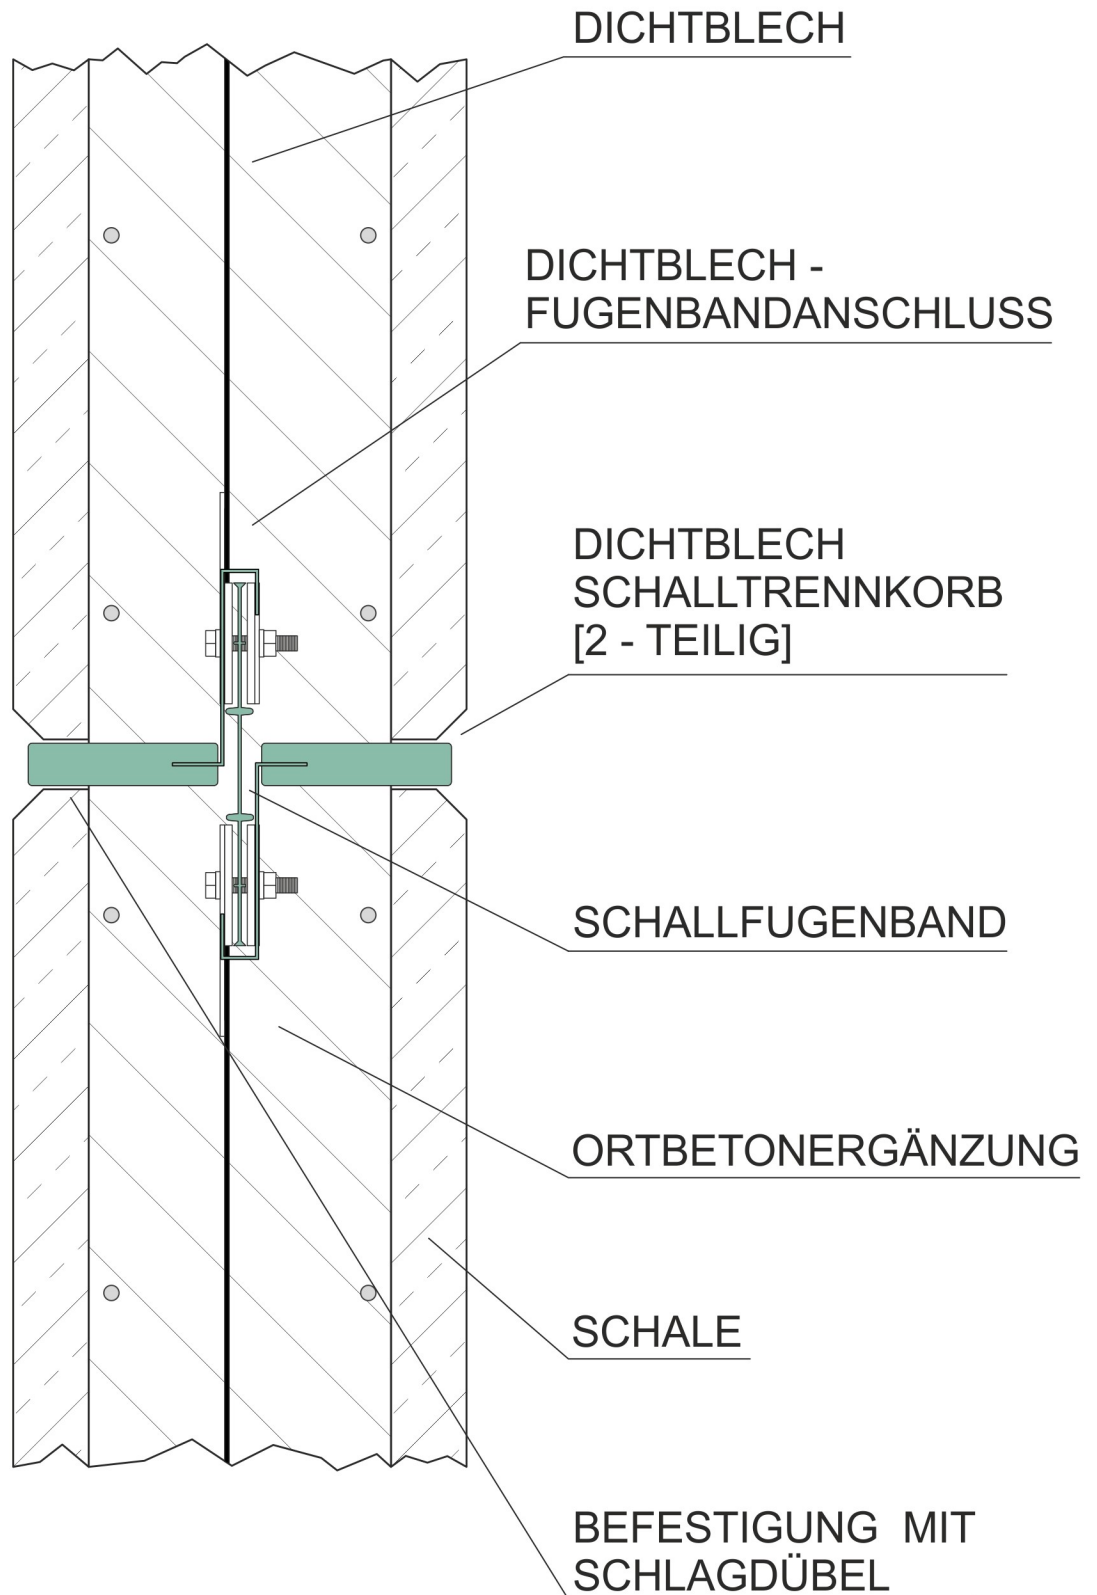 DICHTBLECH
DICHTBLECH -
FUGENBANDANSCHLUSS
DICHTBLECH
SCHALLTRENNKORB
[2 - TEILIG]
SCHALLFUGENBAND
ORTBETONERGÄNZUNG
SCHALE
BEFESTIGUNG MIT
SCHLAGDÜBEL